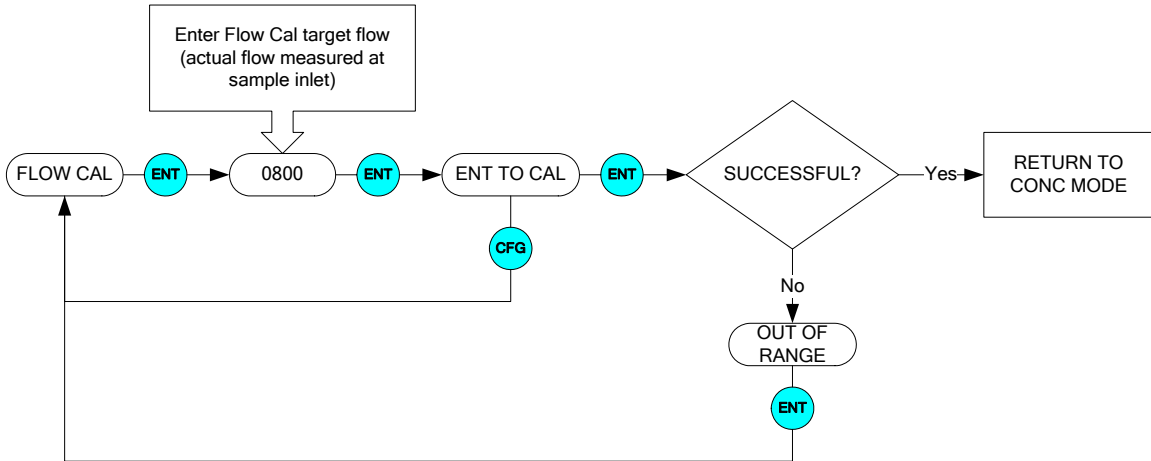 Enter Flow Cal target flow
(actual flow measured at
sample inlet)
FLOW CAL
ENT
0800
ENT
ENT TO CAL
ENT
SUCCESSFUL?
Yes
RETURN TO
CONC MODE
CFG
No
OUT OF
RANGE
ENT